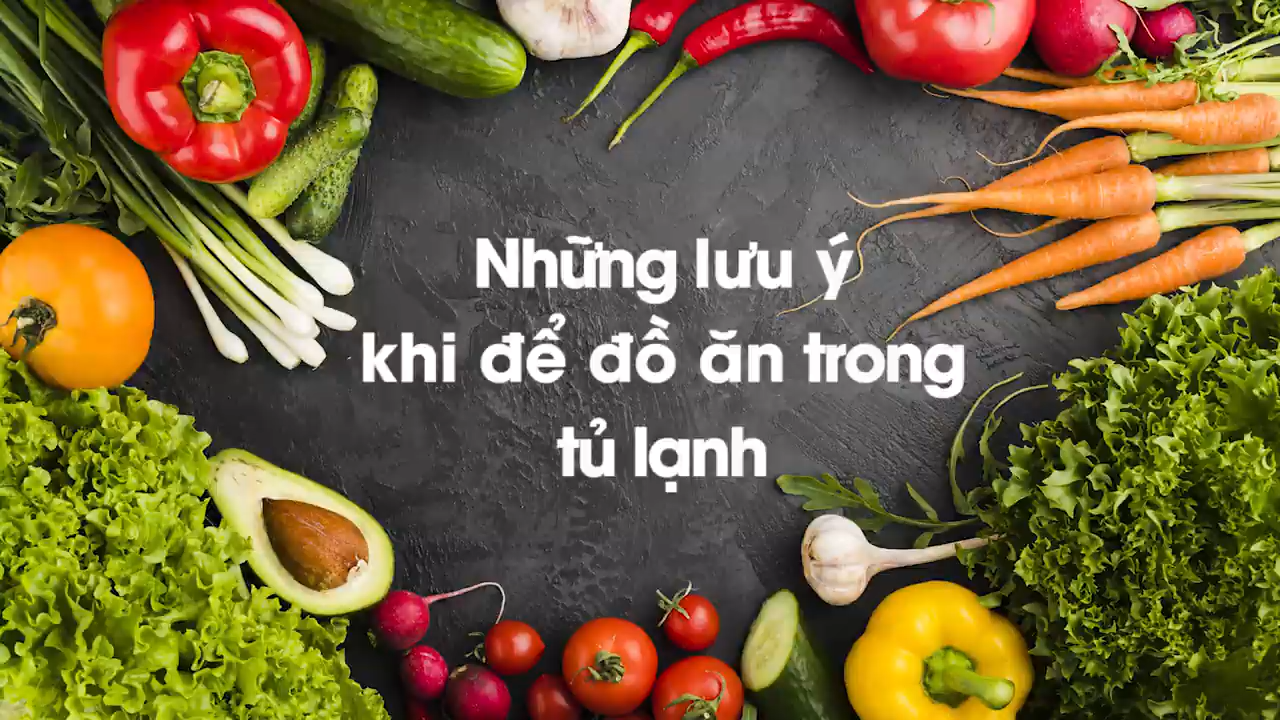 Những lưu ý
khi để đồ ăn trong
tủ lạnh